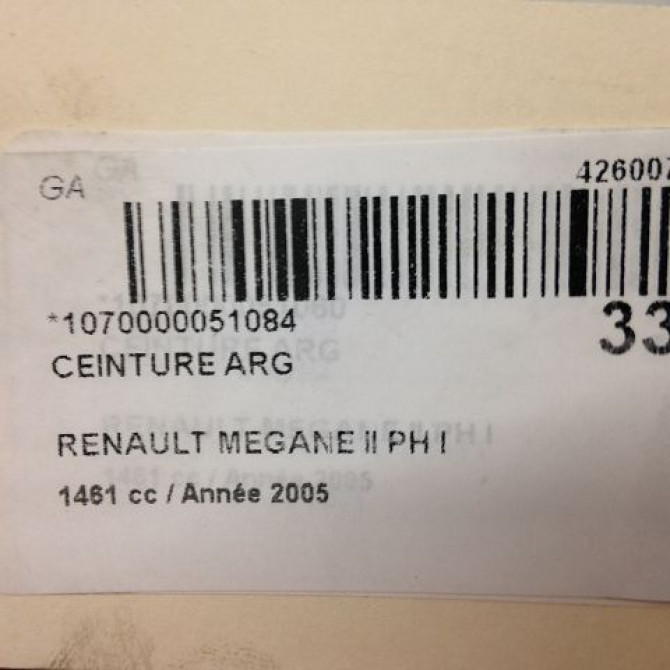 GA 426007
33
*1070000051084
CEINTURE ARG
RENAULT MEGANE II PH I
1461 cc / Année 2005